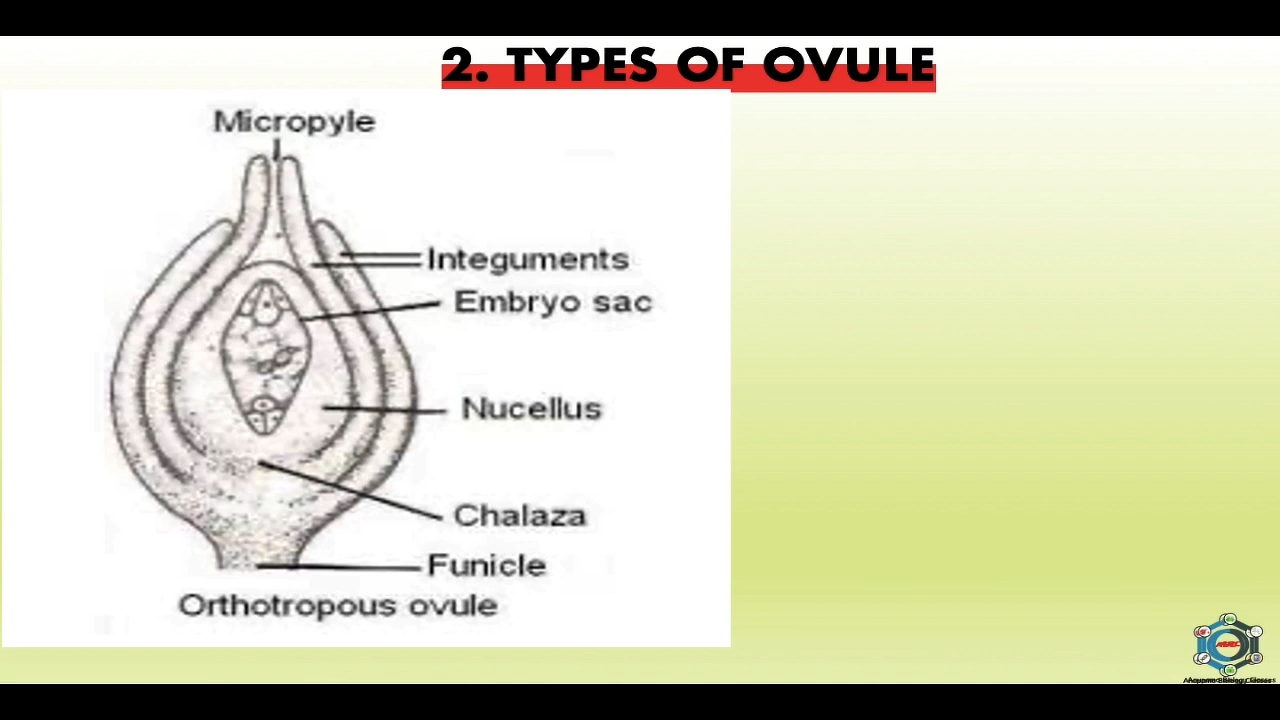 2. TYPES OF OVULE
Micropyle
Integuments
Embryo sac
Nucellus
Chalaza
Funicle
Orthotropous ovule